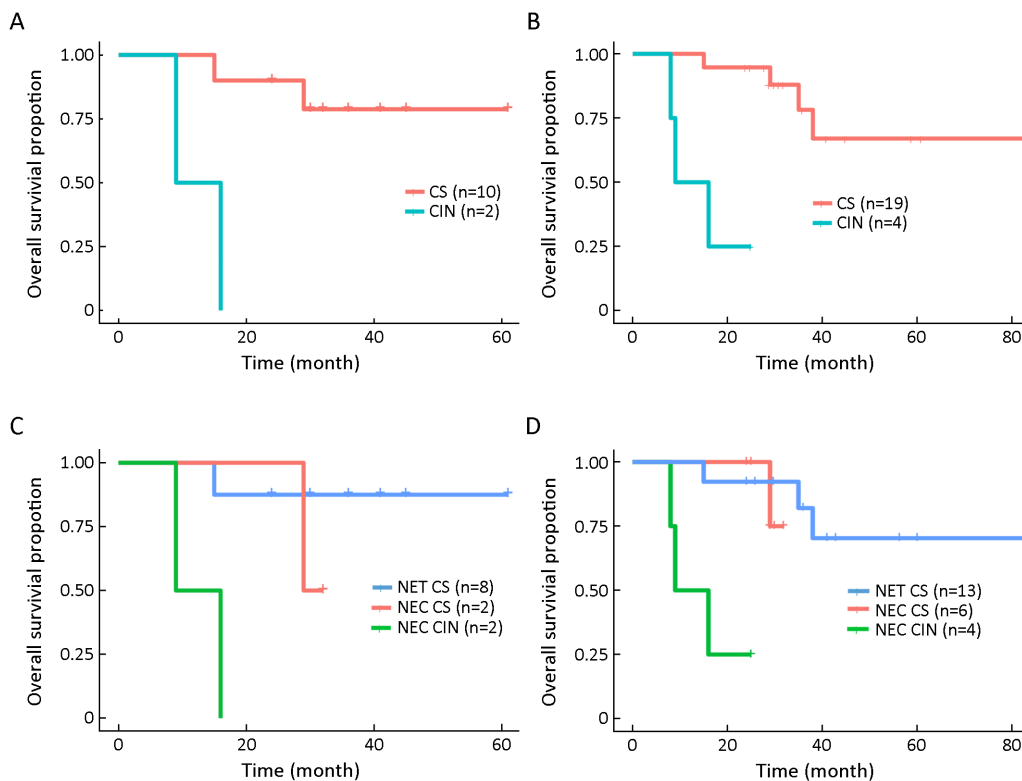 A
Overall survivial propotion
1.00
0.75
0.50
0.25
0
CS (n=10)
CIN (n=2)
0 20 40 60
Time (month)
B
Overall survivial propotion
1.00
0.75
0.50
0.25
0
CS (n=19)
CIN (n=4)
0 20 40 60 80
Time (month)
C
Overall survivial propotion
1.00
0.75
0.50
0.25
0
NET CS (n=8)
NEC CS (n=2)
NEC CIN (n=2)
0 20 40 60
Time (month)
D
Overall survivial propotion
1.00
0.75
0.50
0.25
0
NET CS (n=13)
NEC CS (n=6)
NEC CIN (n=4)
0 20 40 60 80
Time (month)